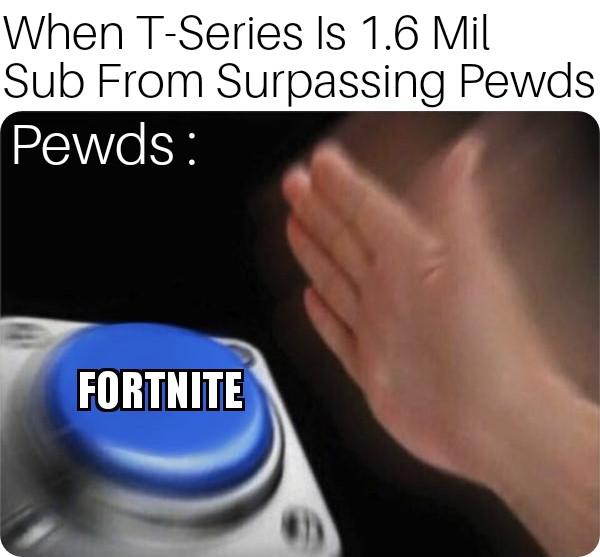 When T-Series Is 1.6 Mil
Sub From Surpassing Pewds
Pewds :
FORTNITE